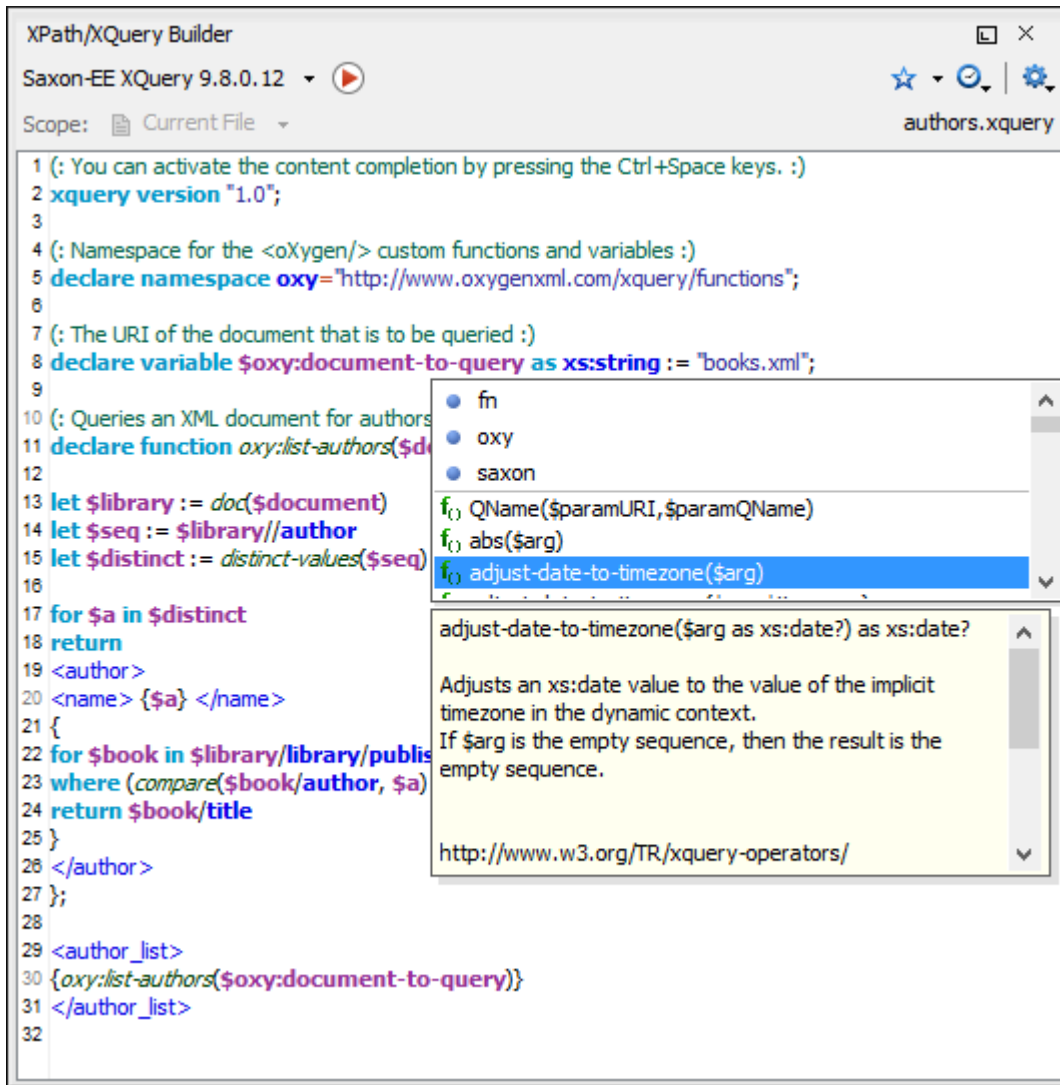 XPath/XQuery Builder
Saxon-EE XQuery 9.8.0.12
Scope: Current File authors.xquery
1 (: You can activate the content completion by pressing the Ctrl+Space keys. :)
2 xquery version "1.0";
3
4 (: Namespace for the <oXygen/> custom functions and variables :)
5 declare namespace oxy="http://www.oxygenxml.com/xquery/functions";
6
7 (: The URI of the document that is to be queried :)
8 declare variable $oxy:document-to-query as xs:string := "books.xml";
9
10 (: Queries an XML document for authors
11 declare function oxy:list-authors($do
12
13 let $library := doc($document)
14 let $seq := $library//author
15 let $distinct := distinct-values($seq)
16
17 for $a in $distinct
18 return
19 <author>
20 <name> {$a} </name>
21 {
22 for $book in $library/library/publis
23 where (compare($book/author, $a)
24 return $book/title
25 }
26 </author>
27 };
28
29 <author_list>
30 {oxy:list-authors($oxy:document-to-query)}
31 </author_list>
32
fn
oxy
saxon
f() QName($paramURI,$paramQName)
f() abs($arg)
f() adjust-date-to-timezone($arg)
adjust-date-to-timezone($arg as xs:date?) as xs:date?
Adjusts an xs:date value to the value of the implicit
timezone in the dynamic context.
If $arg is the empty sequence, then the result is the
empty sequence.
http://www.w3.org/TR/xquery-operators/